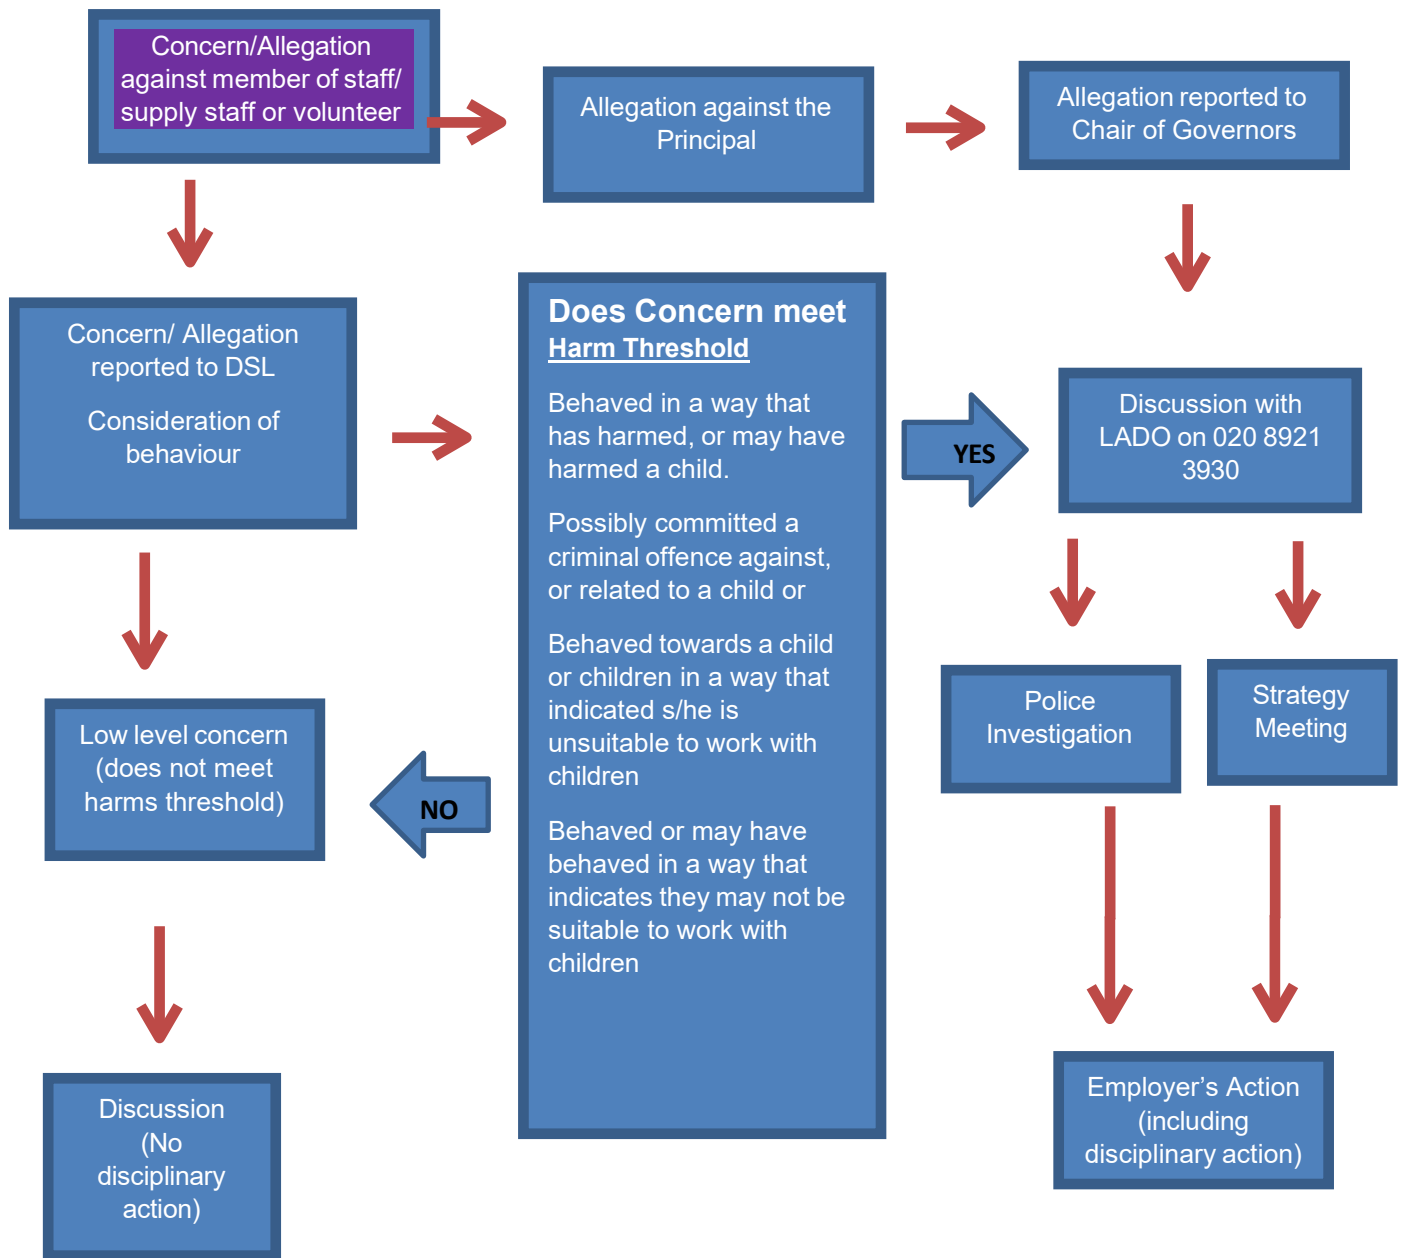 Concern/Allegation
against member of staff/
supply staff or volunteer
Allegation against the
Principal
Allegation reported to
Chair of Governors
Concern/ Allegation
reported to DSL
Consideration of
behaviour
Does Concern meet
Harm Threshold
Behaved in a way that
has harmed, or may have
harmed a child.
Possibly committed a
criminal offence against,
or related to a child or
Behaved towards a child
or children in a way that
indicated s/he is
unsuitable to work with
children
Behaved or may have
behaved in a way that
indicates they may not be
suitable to work with
children
YES
Discussion with
LADO on 020 8921
3930
NO
Low level concern
(does not meet
harms threshold)
Police
Investigation
Strategy
Meeting
Discussion
(No
disciplinary
action)
Employer’s Action
(including
disciplinary action)